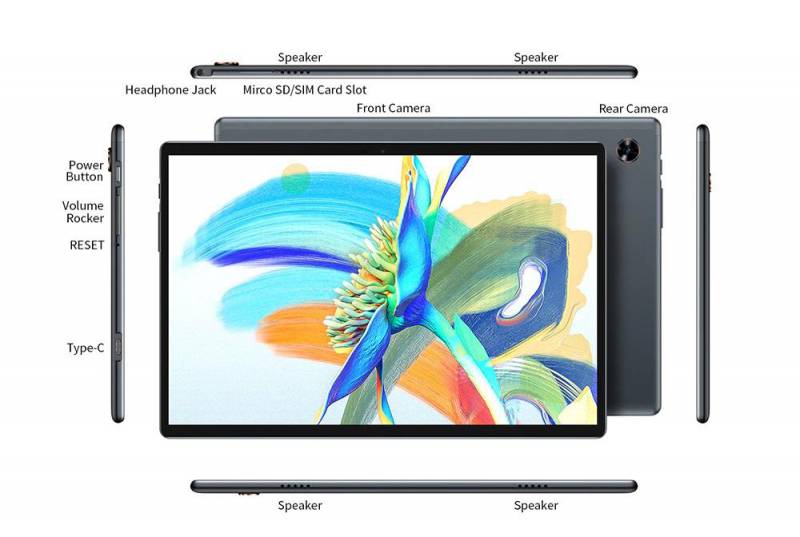 Speaker
Speaker
Headphone Jack
Mirco SD/SIM Card Slot
Front Camera
Rear Camera
Power
Button
Volume
Rocker
RESET
Type-C
Speaker
Speaker